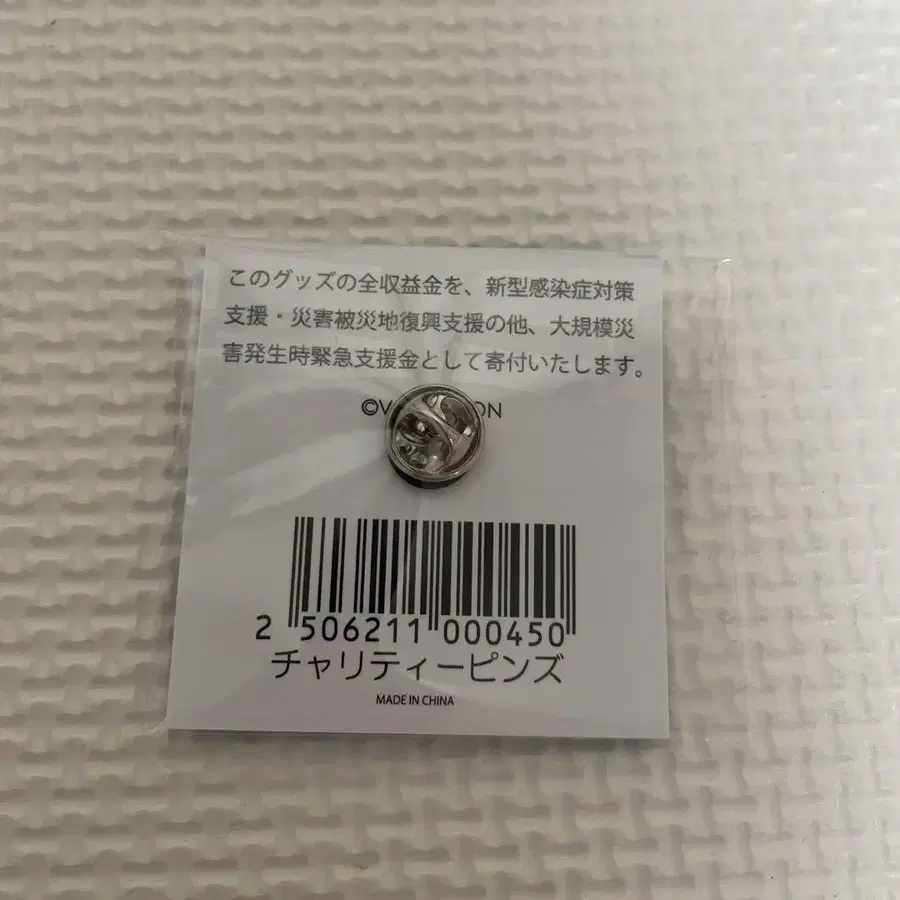 このグッズの全収益金を、新型感染症対策
支援・災害被災地復興支援の他、大規模災
害発生時緊急支援金として寄付いたします。
©
2 506211 000450
チャリティーピンズ
MADE IN CHINA